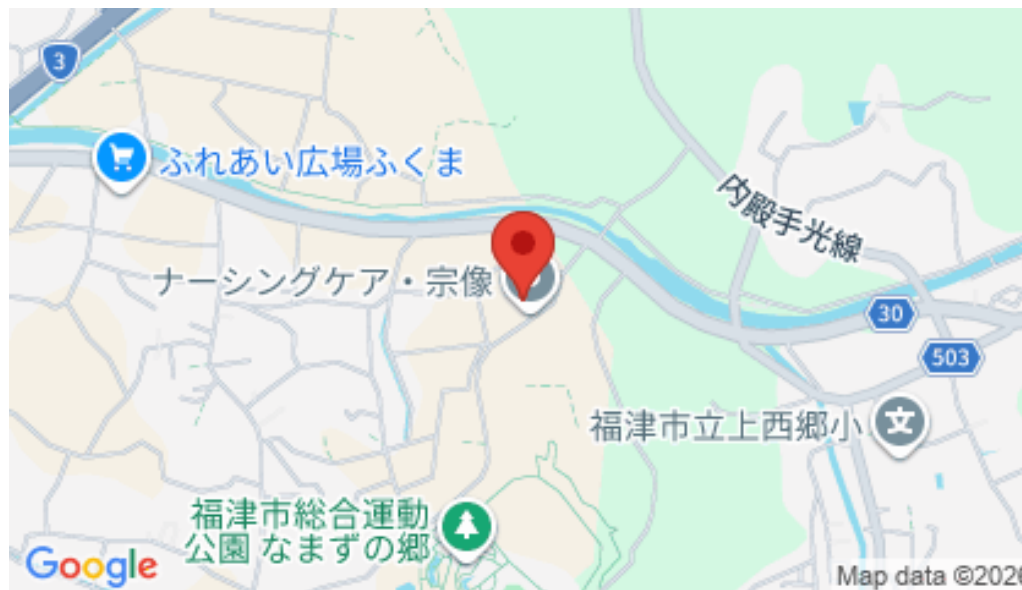 3
ふれあい広場ふくま
内殿手光線
ナーシングケア・宗像
30
503
福津市立上西郷小
文
福津市総合運動
公園 なまずの郷
Google
Map data ©2026